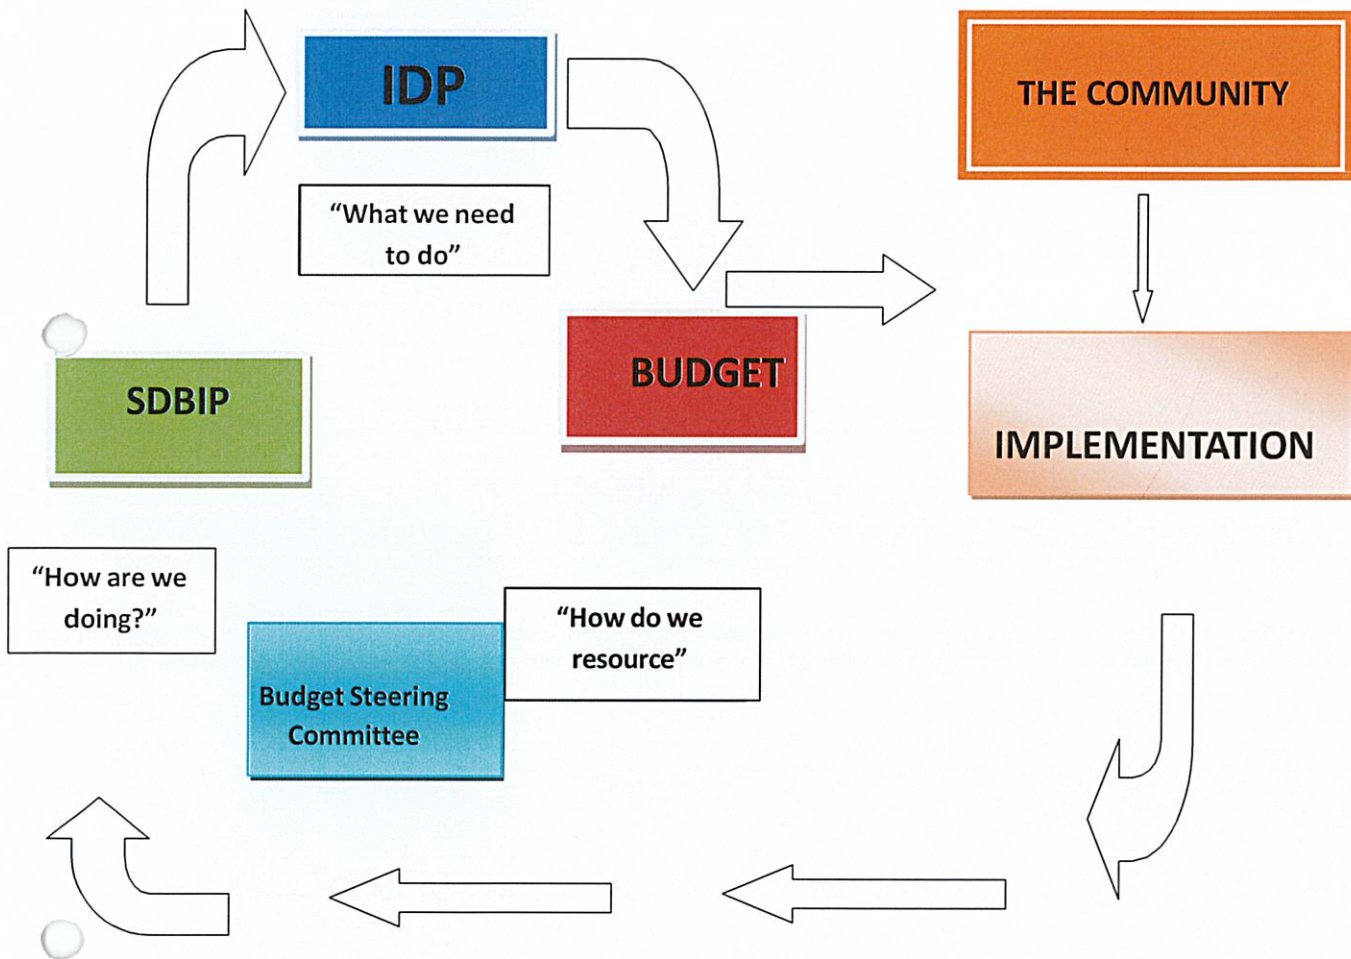 IDP
THE COMMUNITY
“What we need
to do”
BUDGET
SDBIP
IMPLEMENTATION
“How are we
doing?”
“How do we
resource”
Budget Steering
Committee